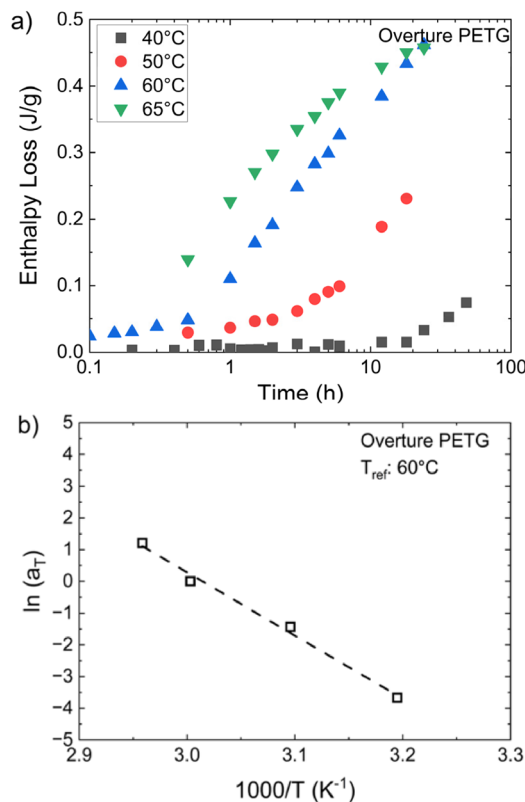 a)
40°C
50°C
60°C
65°C
Overture PETG
Enthalpy Loss (J/g)
0.5
0.4
0.3
0.2
0.1
0.0
0.1
1
10
100
Time (h)
b)
Overture PETG
T_ref: 60°C
ln (a_T)
5
4
3
2
1
0
−1
−2
−3
−4
−5
2.9
3.0
3.1
3.2
3.3
1000/T (K⁻¹)